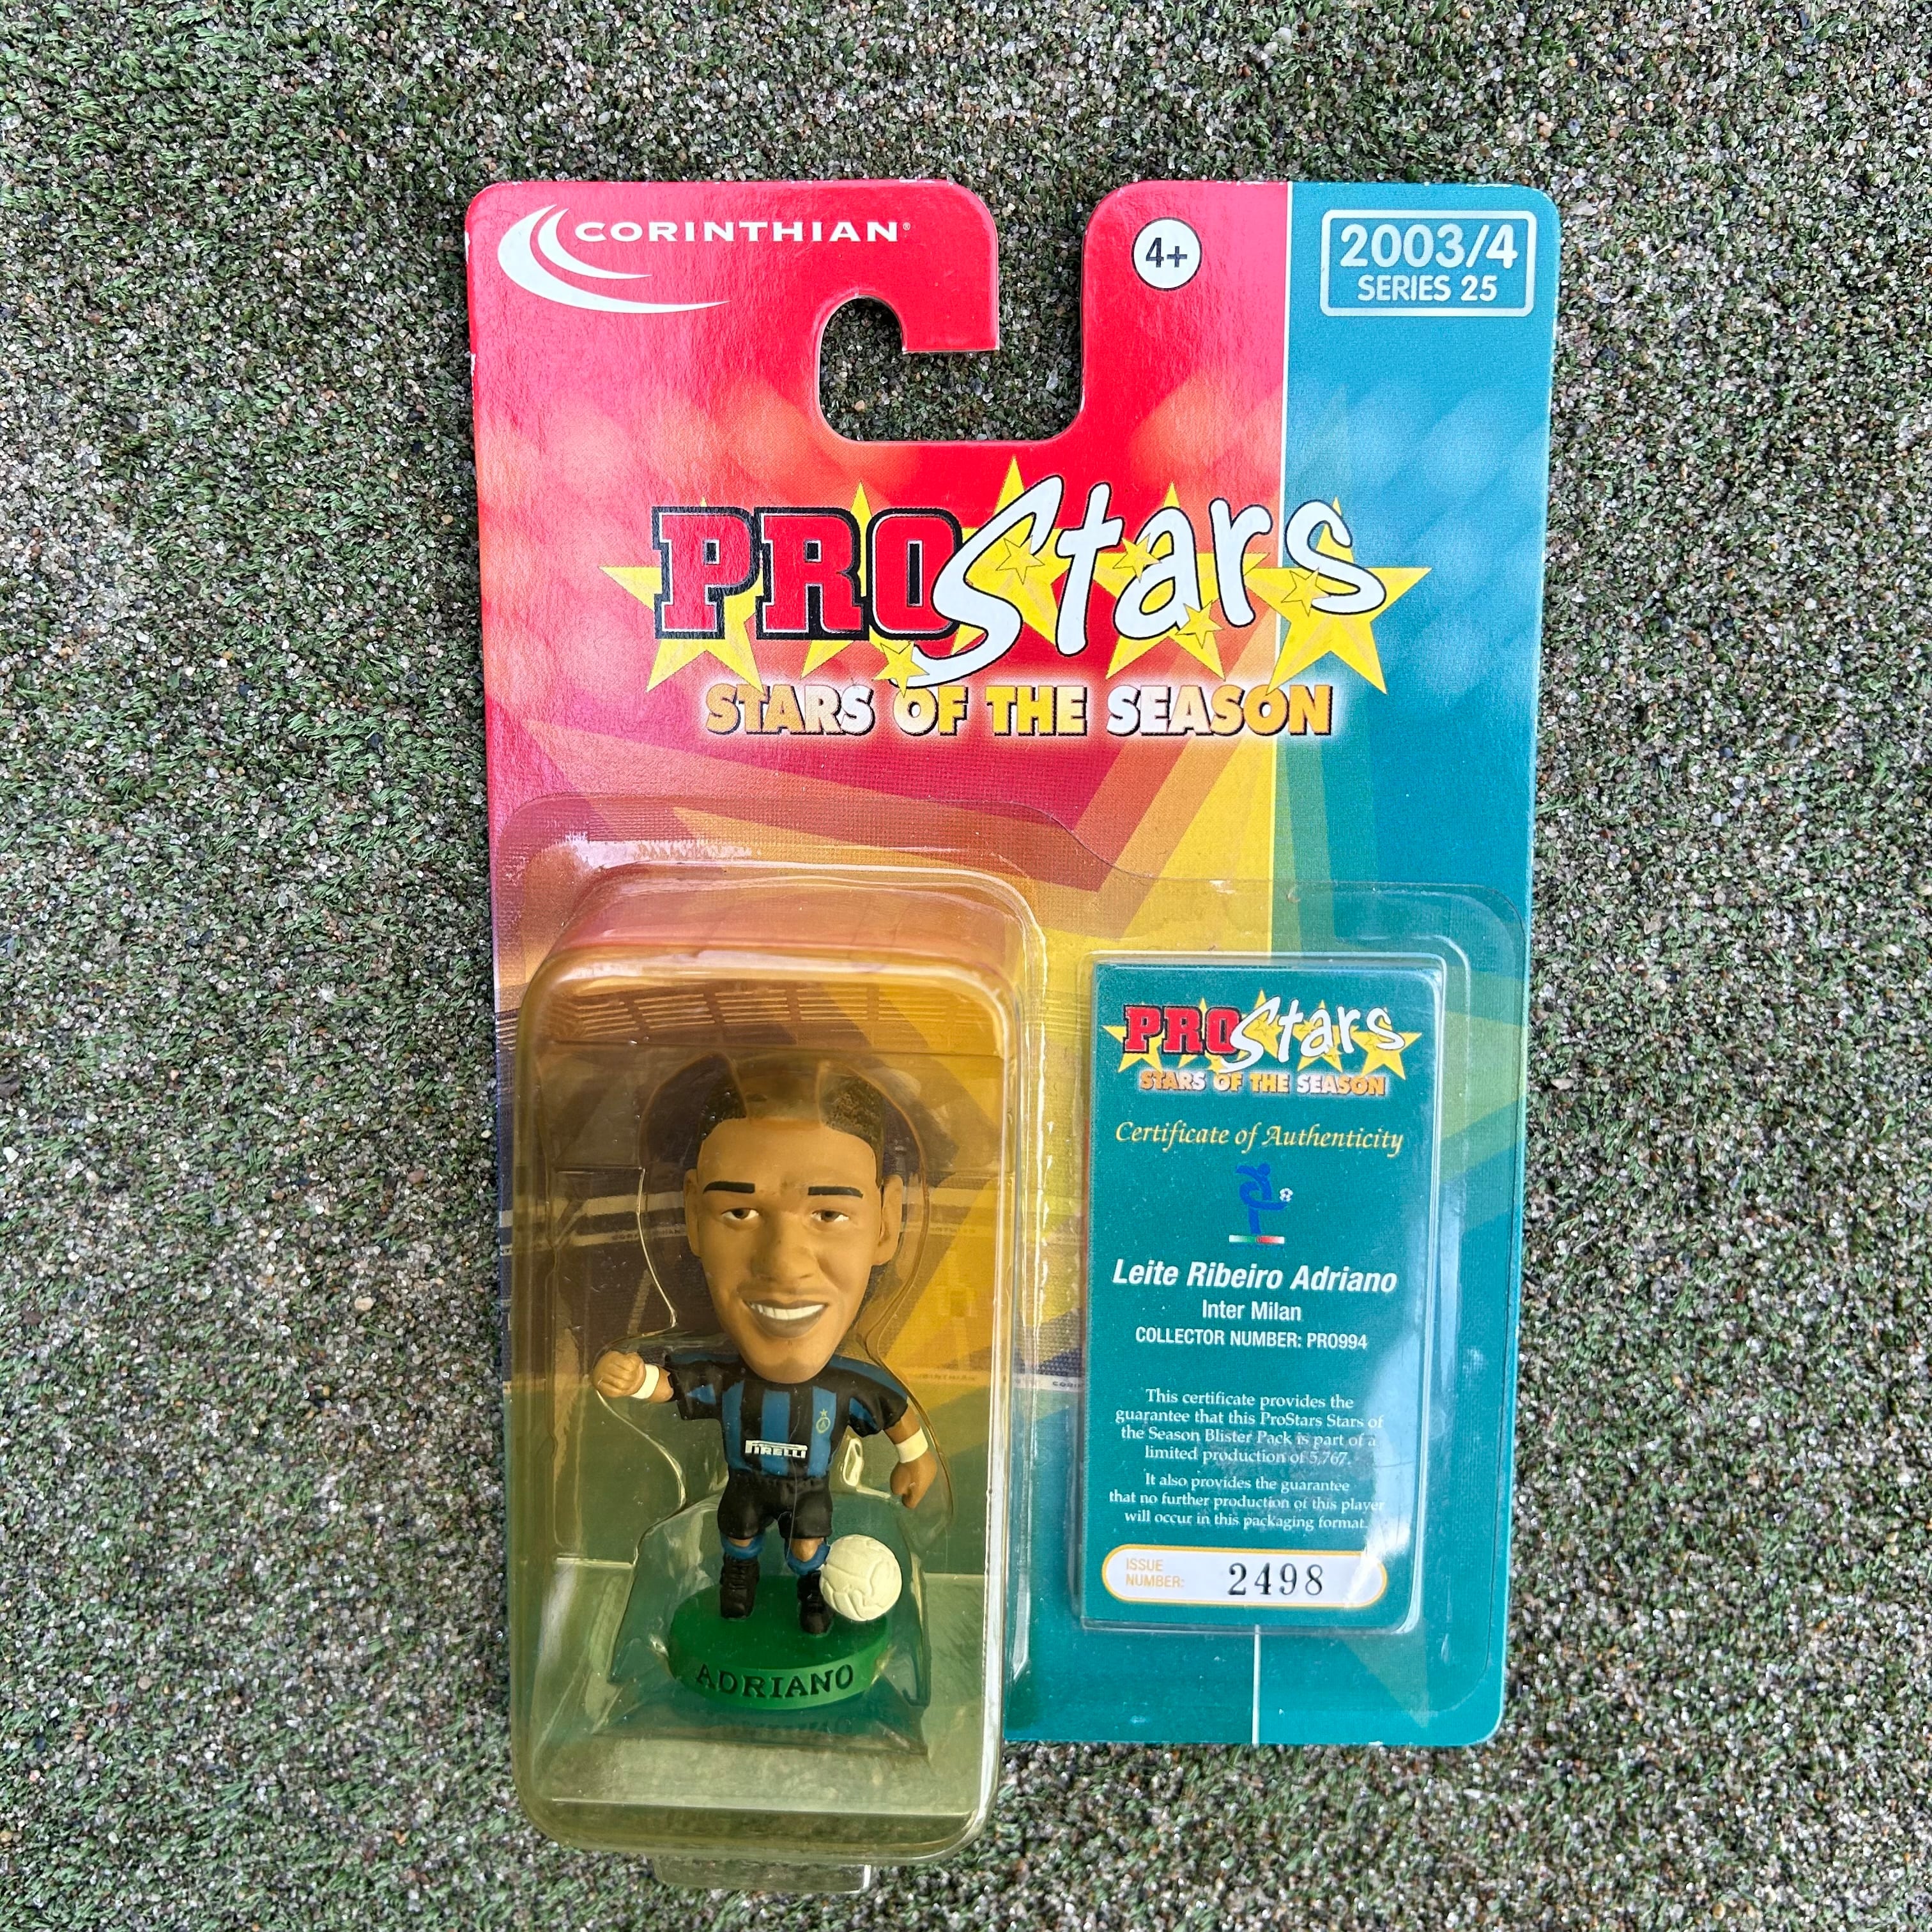 CORINTHIAN®
4+
2003/4
SERIES 25
PROStars
STARS OF THE SEASON
PROStars
STARS OF THE SEASON
Certificate of Authenticity
Leite Ribeiro Adriano
Inter Milan
COLLECTOR NUMBER: PRO994
This certificate provides the
guarantee that this ProStars Stars of
the Season Blister Pack is part of a
limited production of 5,767.
It also provides the guarantee
that no further production of this player
will occur in this packaging format.
ISSUE
NUMBER:
2498
PIRELLI
ADRIANO